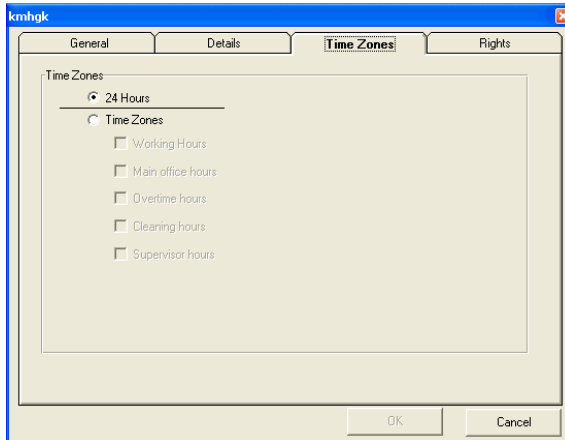 kmhgk
General Details Time Zones Rights
Time Zones
24 Hours
Time Zones
Working Hours
Main office hours
Overtime hours
Cleaning hours
Supervisor hours
OK Cancel